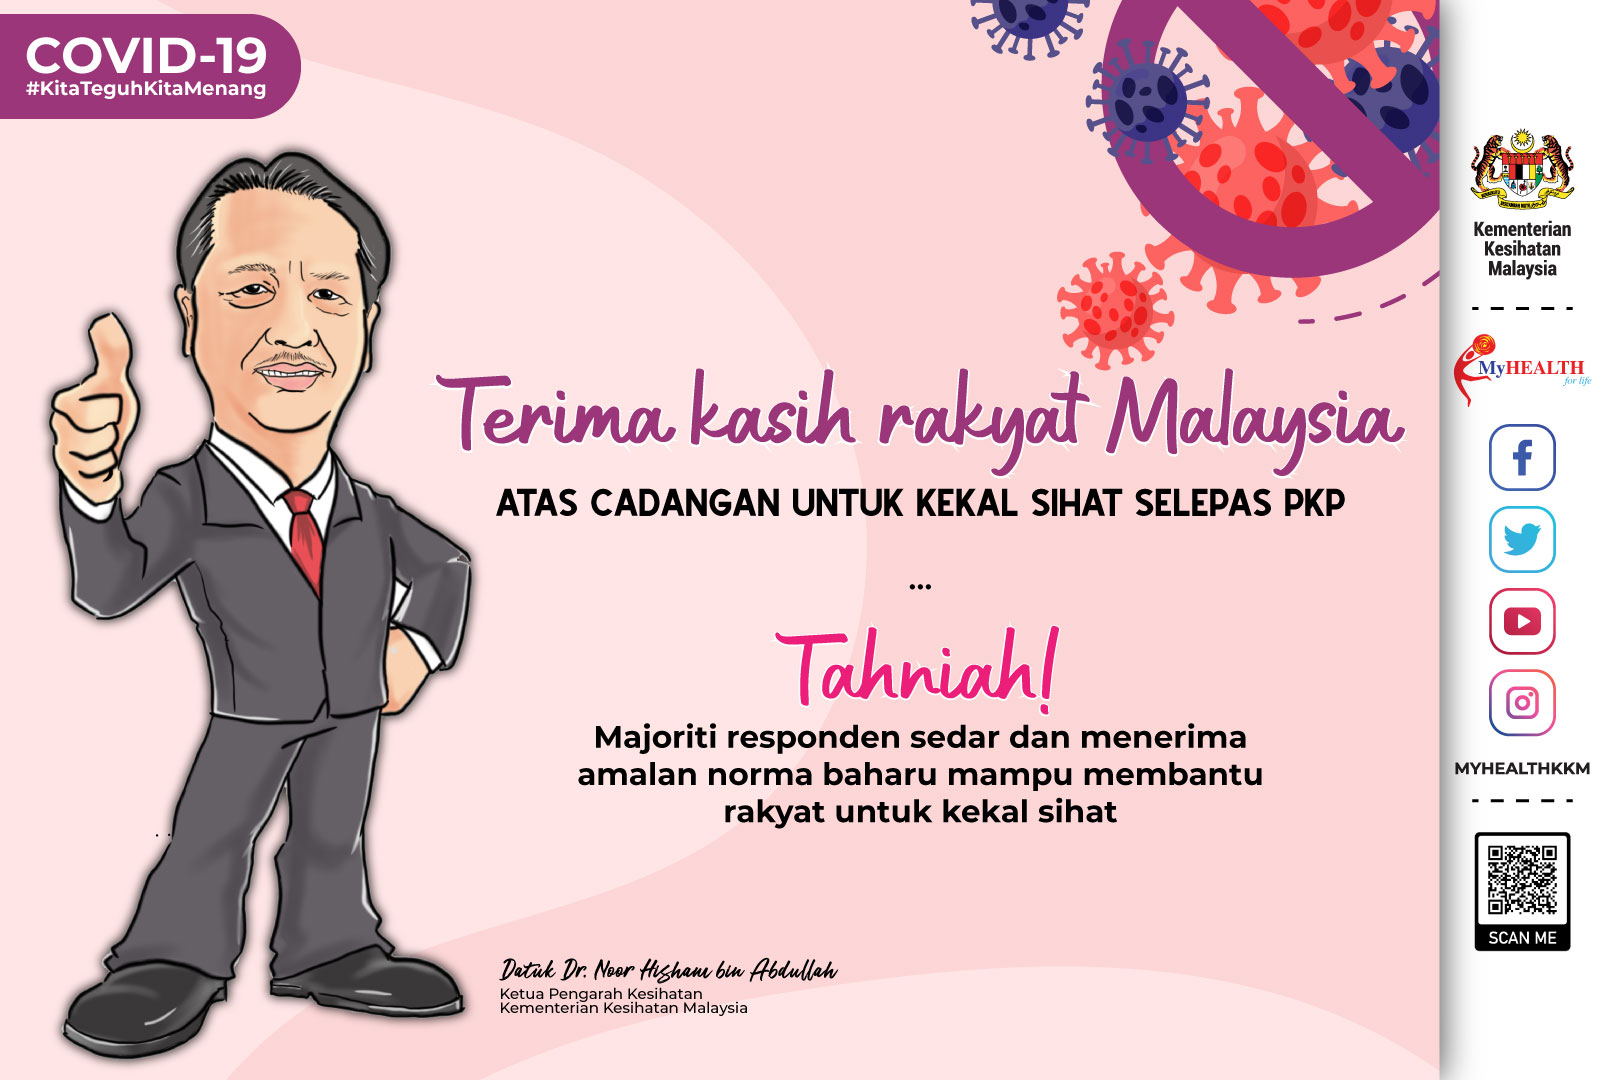 COVID-19
#KitaTeguhKitaMenang
Terima kasih rakyat Malaysia
ATAS CADANGAN UNTUK KEKAL SIHAT SELEPAS PKP
...
Tahniah!
Majoriti responden sedar dan menerima
amalan norma baharu mampu membantu
rakyat untuk kekal sihat
Datuk Dr. Noor Hisham bin Abdullah
Ketua Pengarah Kesihatan
Kementerian Kesihatan Malaysia
Kementerian
Kesihatan
Malaysia
MyHEALTH
for life
MYHEALTHKKM
SCAN ME